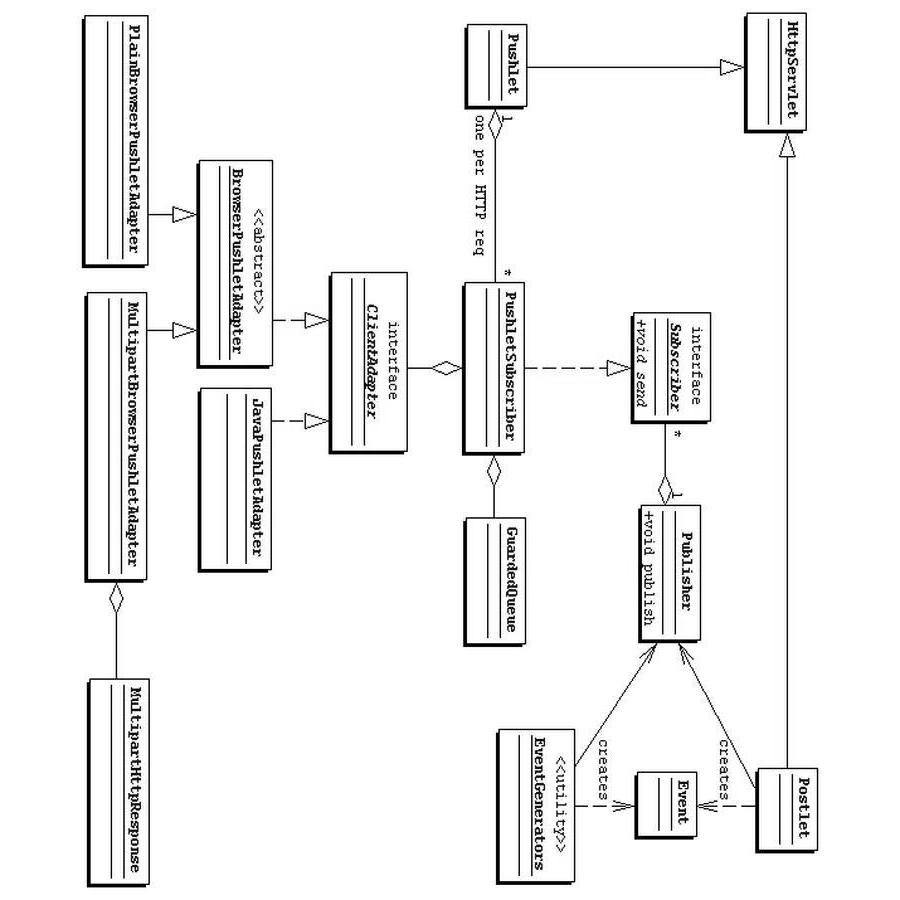 HttpServlet
Postlet
Pushlet
1
one per HTTP req
*
PushletSubscriber
interface
Subscriber
+void send
*
1
Publisher
+void publish
creates
Event
creates
<<utility>>
EventGenerators
GuardedQueue
interface
ClientAdapter
<<abstract>>
BrowserPushletAdapter
JavaPushletAdapter
PlainBrowserPushletAdapter
MultipartBrowserPushletAdapter
MultipartHttpResponse